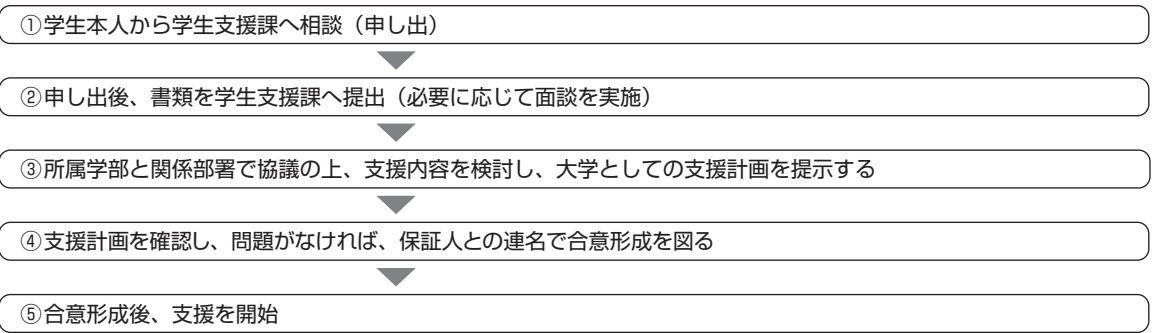 ①学生本人から学生支援課へ相談（申し出）
②申し出後、書類を学生支援課へ提出（必要に応じて面談を実施）
③所属学部と関係部署で協議の上、支援内容を検討し、大学としての支援計画を提示する
④支援計画を確認し、問題がなければ、保証人との連名で合意形成を図る
⑤合意形成後、支援を開始